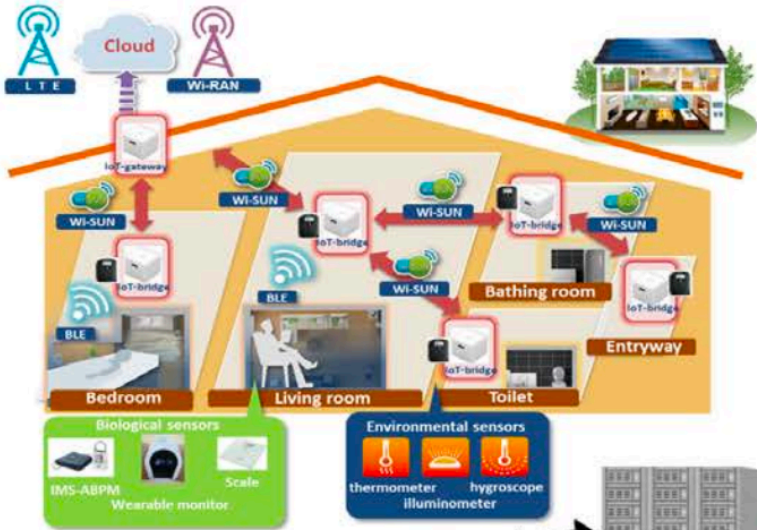 Cloud
LTE
Wi-RAN
IoT-gateway
Wi-SUN
Wi-SUN
Wi-SUN
Wi-SUN
Wi-SUN
IoT-bridge
IoT-bridge
IoT-bridge
IoT-bridge
IoT-bridge
BLE
BLE
Bathing room
Entryway
Bedroom
Living room
Toilet
Biological sensors
IMS-ABPM
Scale
Wearable monitor
Environmental sensors
thermometer
hygroscope
illuminometer